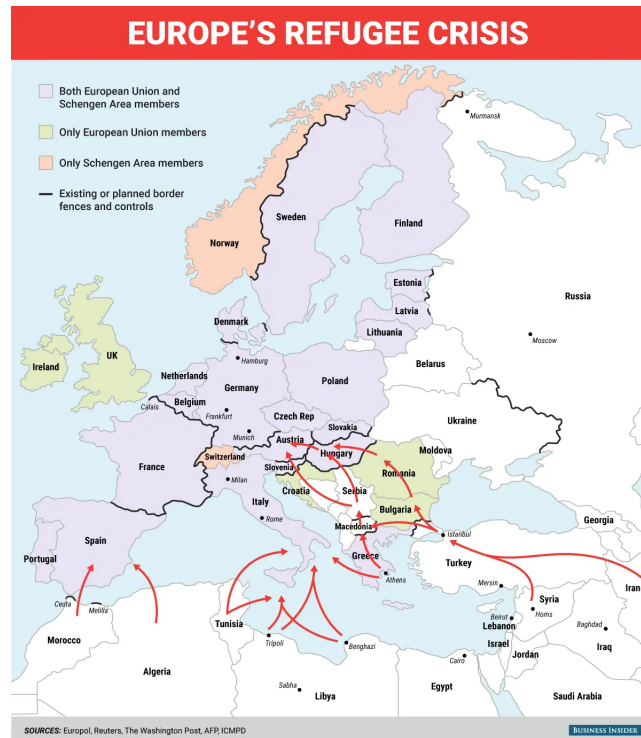 EUROPE'S REFUGEE CRISIS
Both European Union and
Schengen Area members
Only European Union members
Only Schengen Area members
Existing or planned border
fences and controls
Murmansk
Sweden
Finland
Norway
Estonia
Russia
Latvia
Denmark
Lithuania
Moscow
Ireland
UK
Hamburg
Belarus
Netherlands
Germany
Poland
Belgium
Calais
Frankfurt
Czech Rep
Ukraine
Slovakia
Munich
Austria
Moldova
France
Switzerland
Hungary
Slovenia
Romania
Milan
Croatia
Serbia
Italy
Bulgaria
Rome
Georgia
Macedonia
Istanbul
Portugal
Spain
Greece
Turkey
Athens
Mersin
Iran
Ceuta
Melilla
Syria
Homs
Beirut
Lebanon
Tunisia
Baghdad
Morocco
Tripoli
Benghazi
Israel
Iraq
Jordan
Cairo
Algeria
Sabha
Libya
Egypt
Saudi Arabia
SOURCES: Europol, Reuters, The Washington Post, AFP, ICMPD
BUSINESS INSIDER